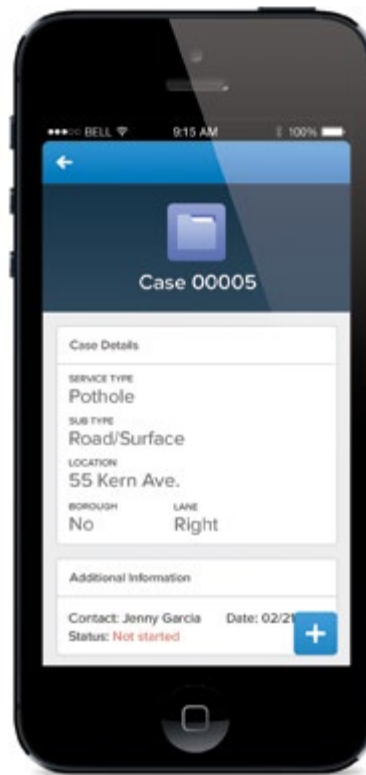 BELL 9:15 AM 100%
Case 00005
Case Details
SERVICE TYPE
Pothole
SUB TYPE
Road/Surface
LOCATION
55 Kern Ave.
BOROUGH LANE
No Right
Additional Information
Contact: Jenny Garcia Date: 02/21
Status: Not started
+